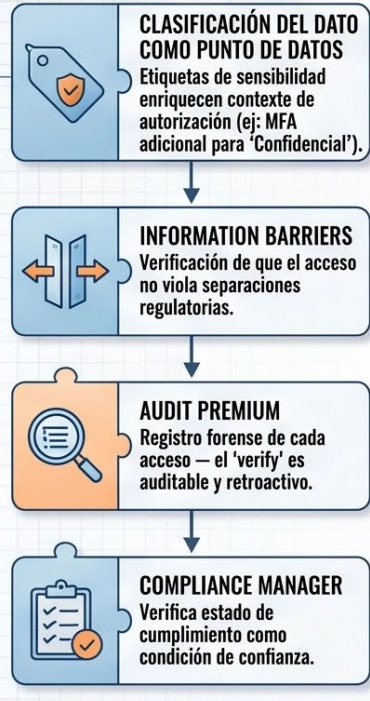 CLASIFICACIÓN DEL DATO
COMO PUNTO DE DATOS
Etiquetas de sensibilidad
enriquecen contexte de
autorización (ej: MFA
adicional para ‘Confidencial’).
INFORMATION BARRIERS
Verificación de que el acceso
no viola separaciones
regulatorias.
AUDIT PREMIUM
Registro forense de cada
acceso — el 'verify' es
auditable y retroactivo.
COMPLIANCE MANAGER
Verifica estado de
cumplimiento como
condición de confianza.